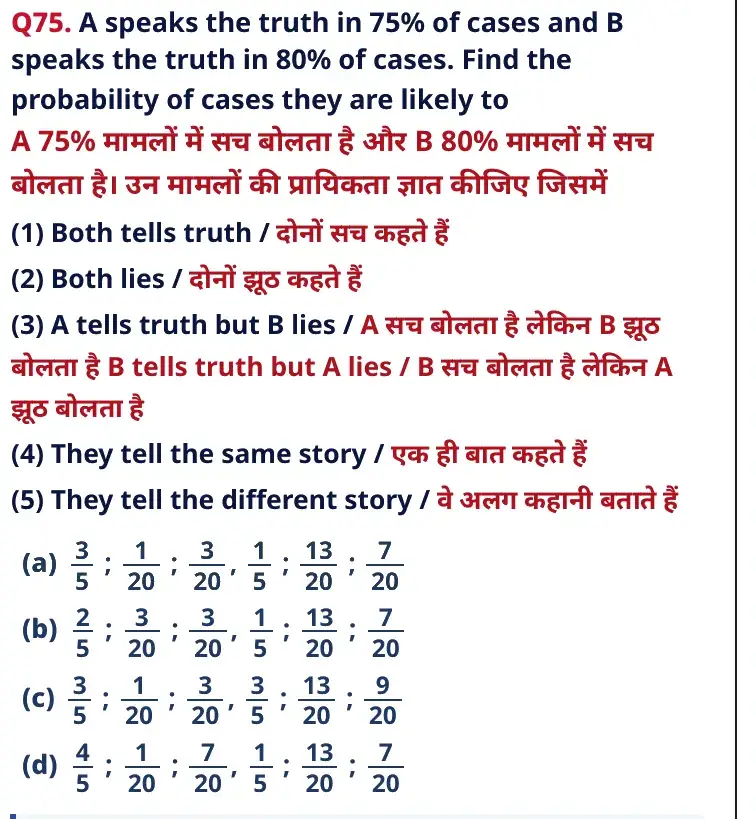 Q75. A speaks the truth in 75% of cases and B
speaks the truth in 80% of cases. Find the
probability of cases they are likely to
A 75% मामलों में सच बोलता है और B 80% मामलों में सच
बोलता है। उन मामलों की प्रायिकता ज्ञात कीजिए जिसमें
(1) Both tells truth / दोनों सच कहते हैं
(2) Both lies / दोनों झूठ कहते हैं
(3) A tells truth but B lies / A सच बोलता है लेकिन B झूठ
बोलता है B tells truth but A lies / B सच बोलता है लेकिन A
झूठ बोलता है
(4) They tell the same story / एक ही बात कहते हैं
(5) They tell the different story / वे अलग कहानी बताते हैं
(a) 3/5 ; 1/20 ; 3/20 , 1/5 ; 13/20 ; 7/20
(b) 2/5 ; 3/20 ; 3/20 , 1/5 ; 13/20 ; 7/20
(c) 3/5 ; 1/20 ; 3/20 , 3/5 ; 13/20 ; 9/20
(d) 4/5 ; 1/20 ; 7/20 , 1/5 ; 13/20 ; 7/20